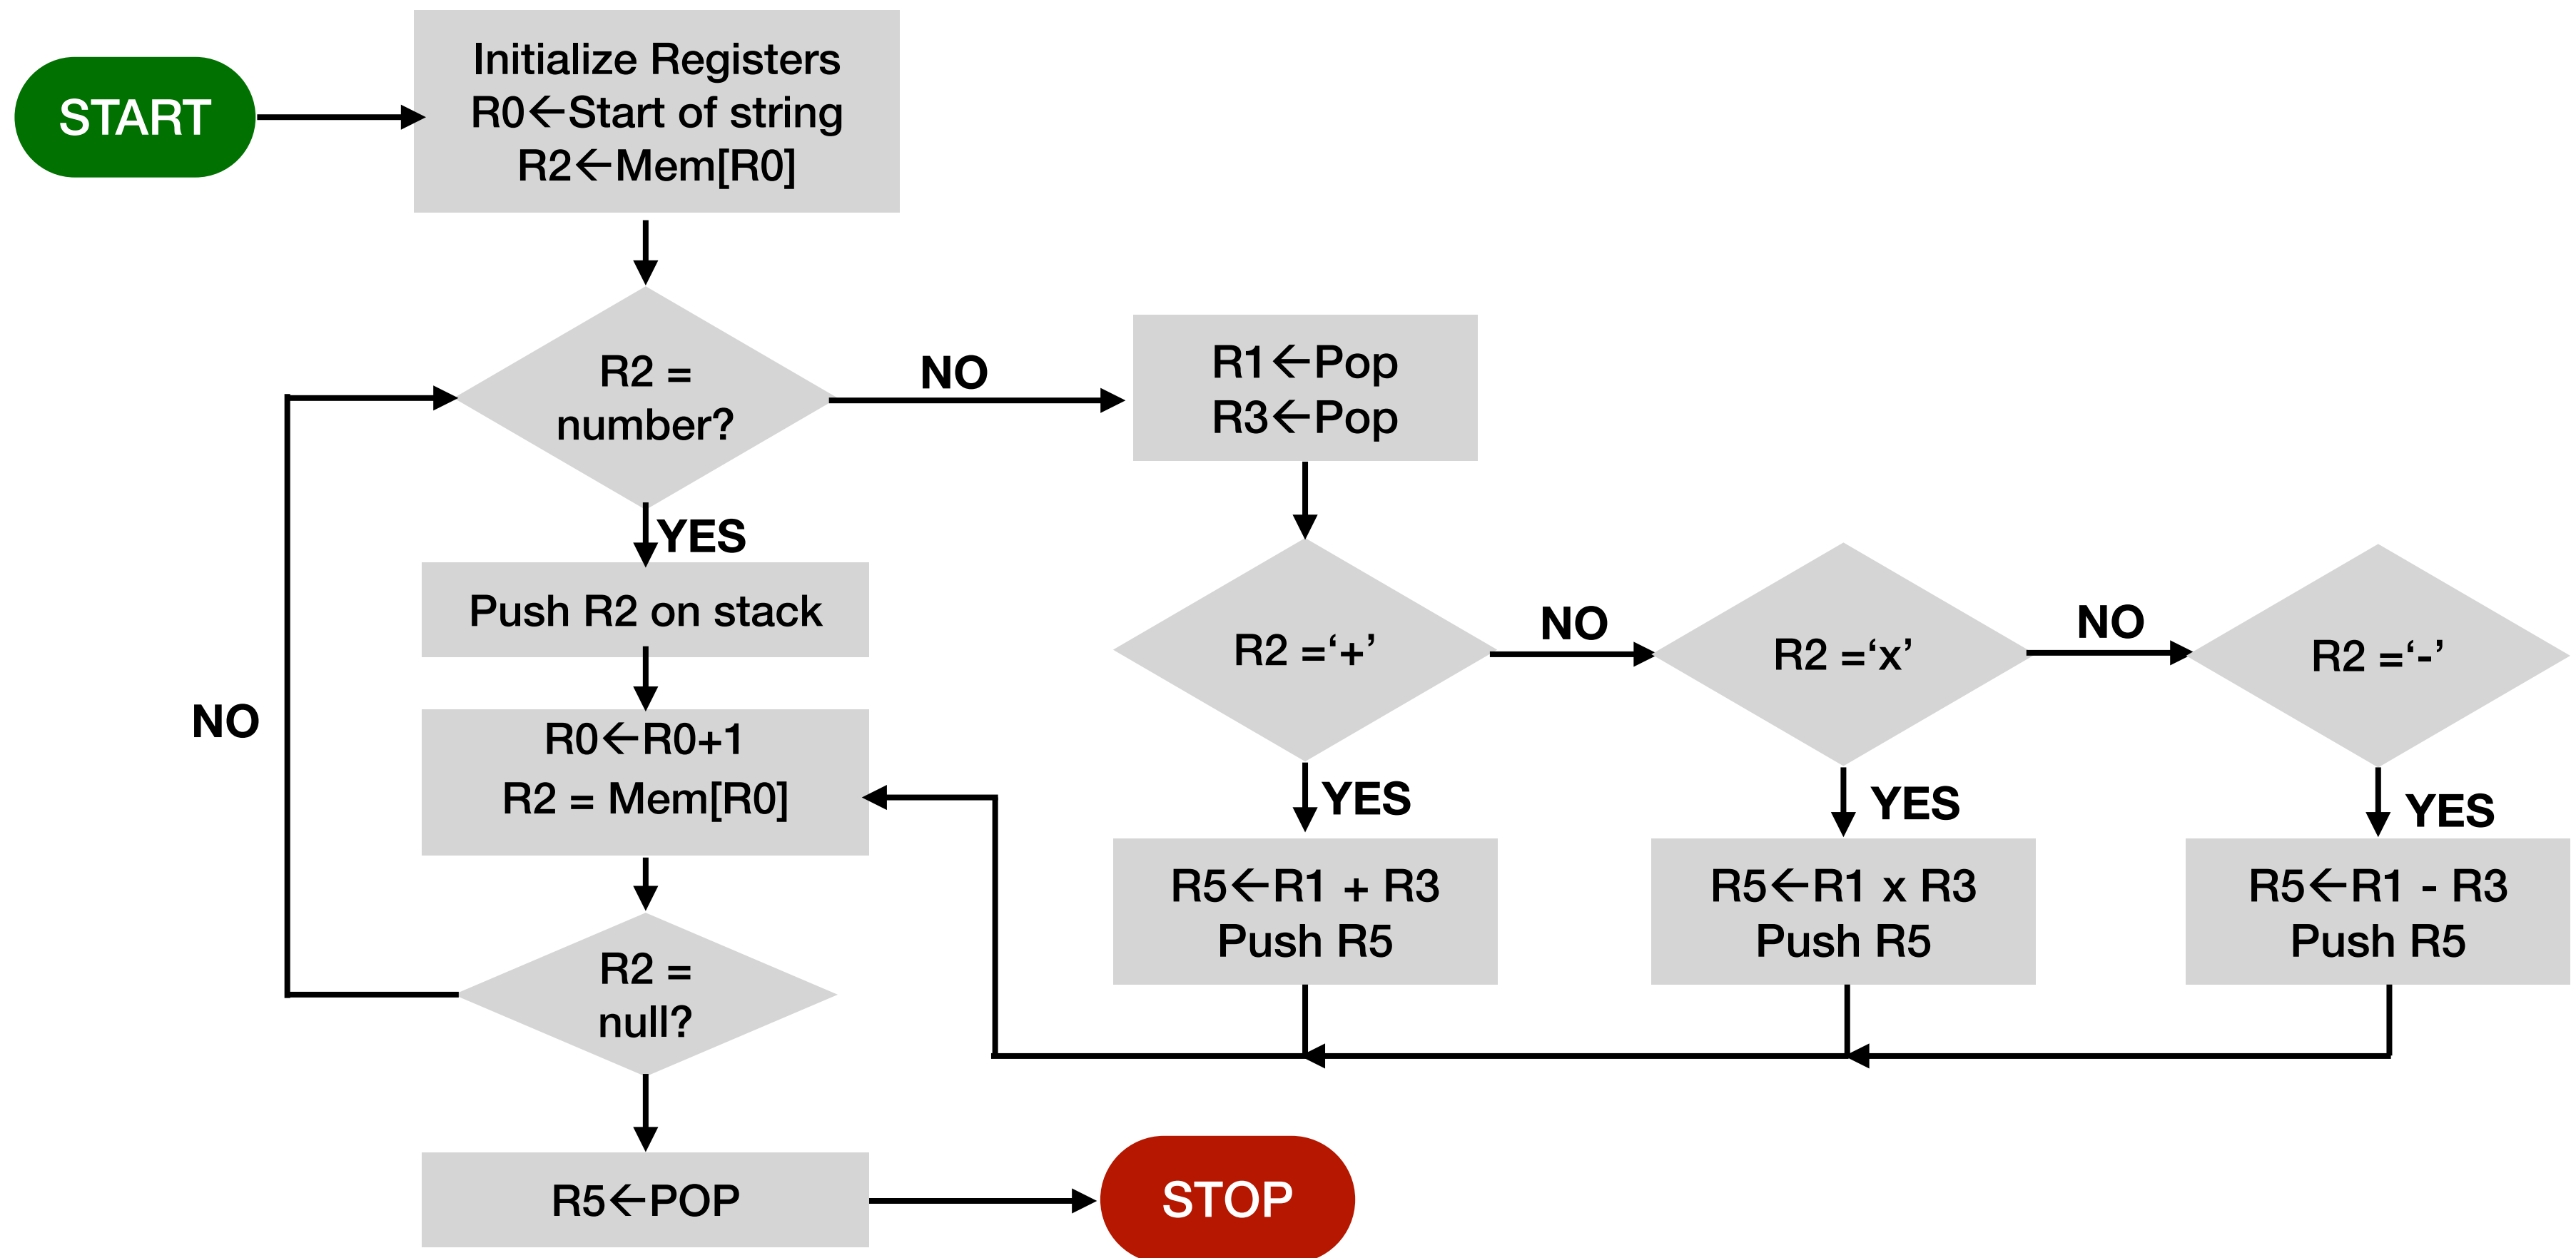 START
Initialize Registers
R0←Start of string
R2←Mem[R0]
R2 =
number?
NO
YES
Push R2 on stack
R0←R0+1
R2 = Mem[R0]
NO
R2 =
null?
R5←POP
STOP
R1←Pop
R3←Pop
R2 =‘+’
NO
R2 =‘x’
NO
R2 =‘-’
YES
YES
YES
R5←R1 + R3
Push R5
R5←R1 x R3
Push R5
R5←R1 - R3
Push R5